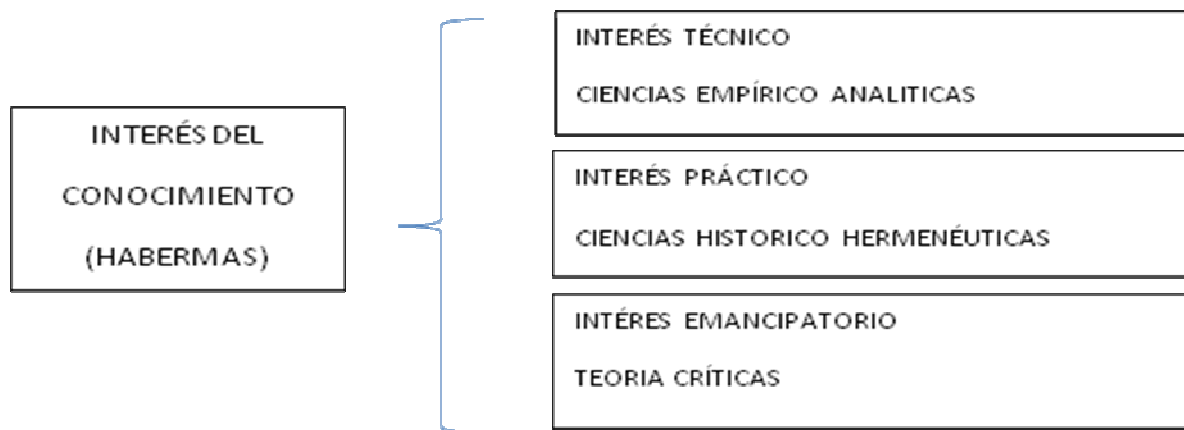 INTERÉS DEL
CONOCIMIENTO
(HABERMAS)
INTERÉS TÉCNICO
CIENCIAS EMPÍRICO ANALITICAS
INTERÉS PRÁCTICO
CIENCIAS HISTORICO HERMENÉUTICAS
INTÉRES EMANCIPATORIO
TEORIA CRÍTICAS